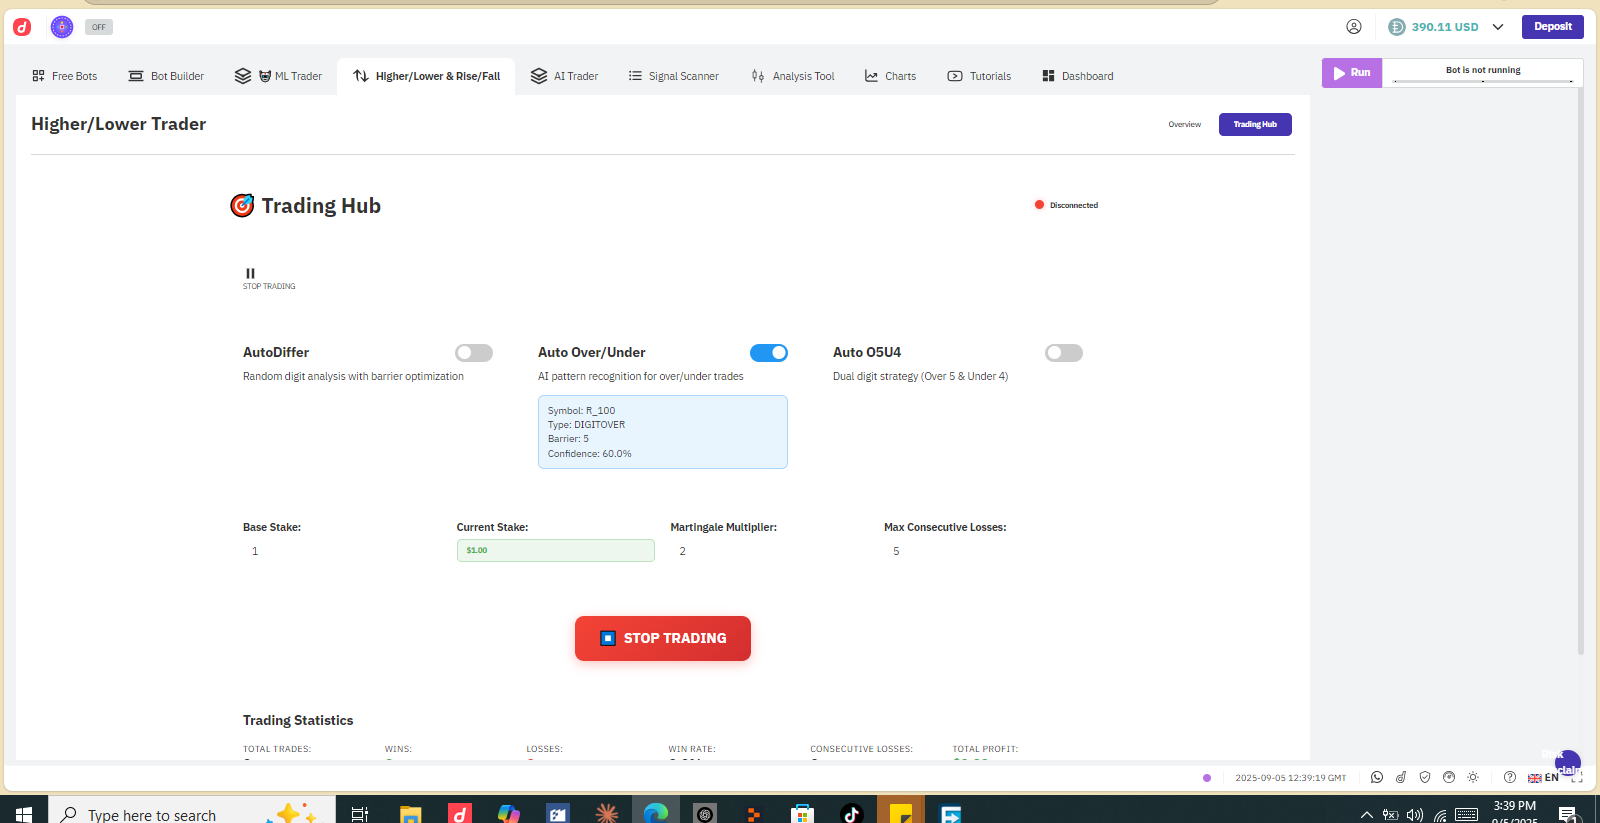 OFF
390.11 USD
Deposit
Free Bots
Bot Builder
ML Trader
Higher/Lower & Rise/Fall
AI Trader
Signal Scanner
Analysis Tool
Charts
Tutorials
Dashboard
Run
Bot is not running
Higher/Lower Trader
Overview
Trading Hub
Trading Hub
Disconnected
STOP TRADING
AutoDiffer
Random digit analysis with barrier optimization
Auto Over/Under
AI pattern recognition for over/under trades
Symbol: R_100
Type: DIGITOVER
Barrier: 5
Confidence: 60.0%
Auto O5U4
Dual digit strategy (Over 5 & Under 4)
Base Stake:
1
Current Stake:
$1.00
Martingale Multiplier:
2
Max Consecutive Losses:
5
STOP TRADING
Trading Statistics
TOTAL TRADES:
WINS:
LOSSES:
WIN RATE:
CONSECUTIVE LOSSES:
TOTAL PROFIT:
2025-09-05 12:39:19 GMT
EN
Type here to search
3:39 PM